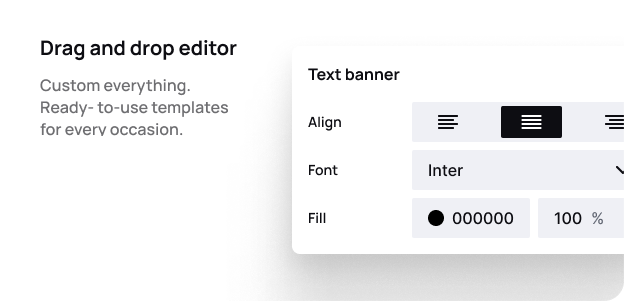 Drag and drop editor
Custom everything.
Ready- to-use templates
for every occasion.
Text banner
Align
Font
Inter
Fill
000000
100 %